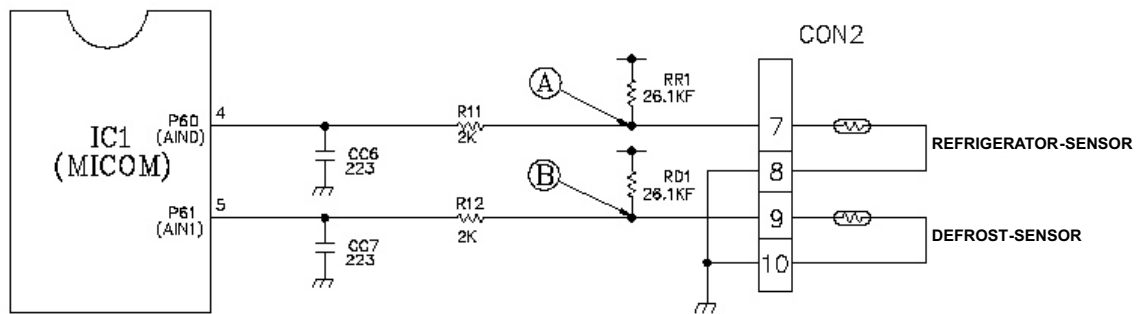 CON2
RR1
26.1KF
A
R11
2K
P60
(AIN0)
4
IC1
(MICOM)
CC6
223
7
REFRIGERATOR-SENSOR
8
RD1
26.1KF
B
R12
2K
P61
(AIN1)
5
CC7
223
9
DEFROST-SENSOR
10